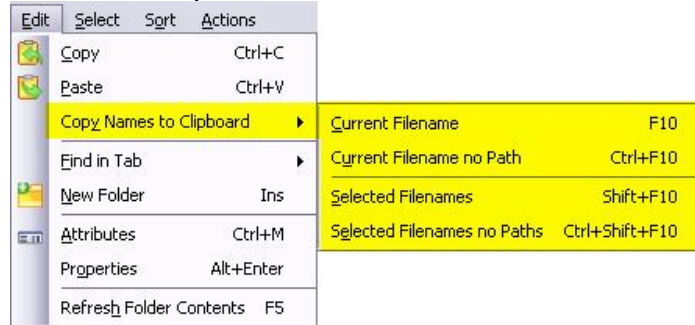 Edit Select Sort Actions
Copy Ctrl+C
Paste Ctrl+V
Copy Names to Clipboard
Find in Tab
New Folder Ins
Attributes Ctrl+M
Properties Alt+Enter
Refresh Folder Contents F5
Current Filename F10
Current Filename no Path Ctrl+F10
Selected Filenames Shift+F10
Selected Filenames no Paths Ctrl+Shift+F10